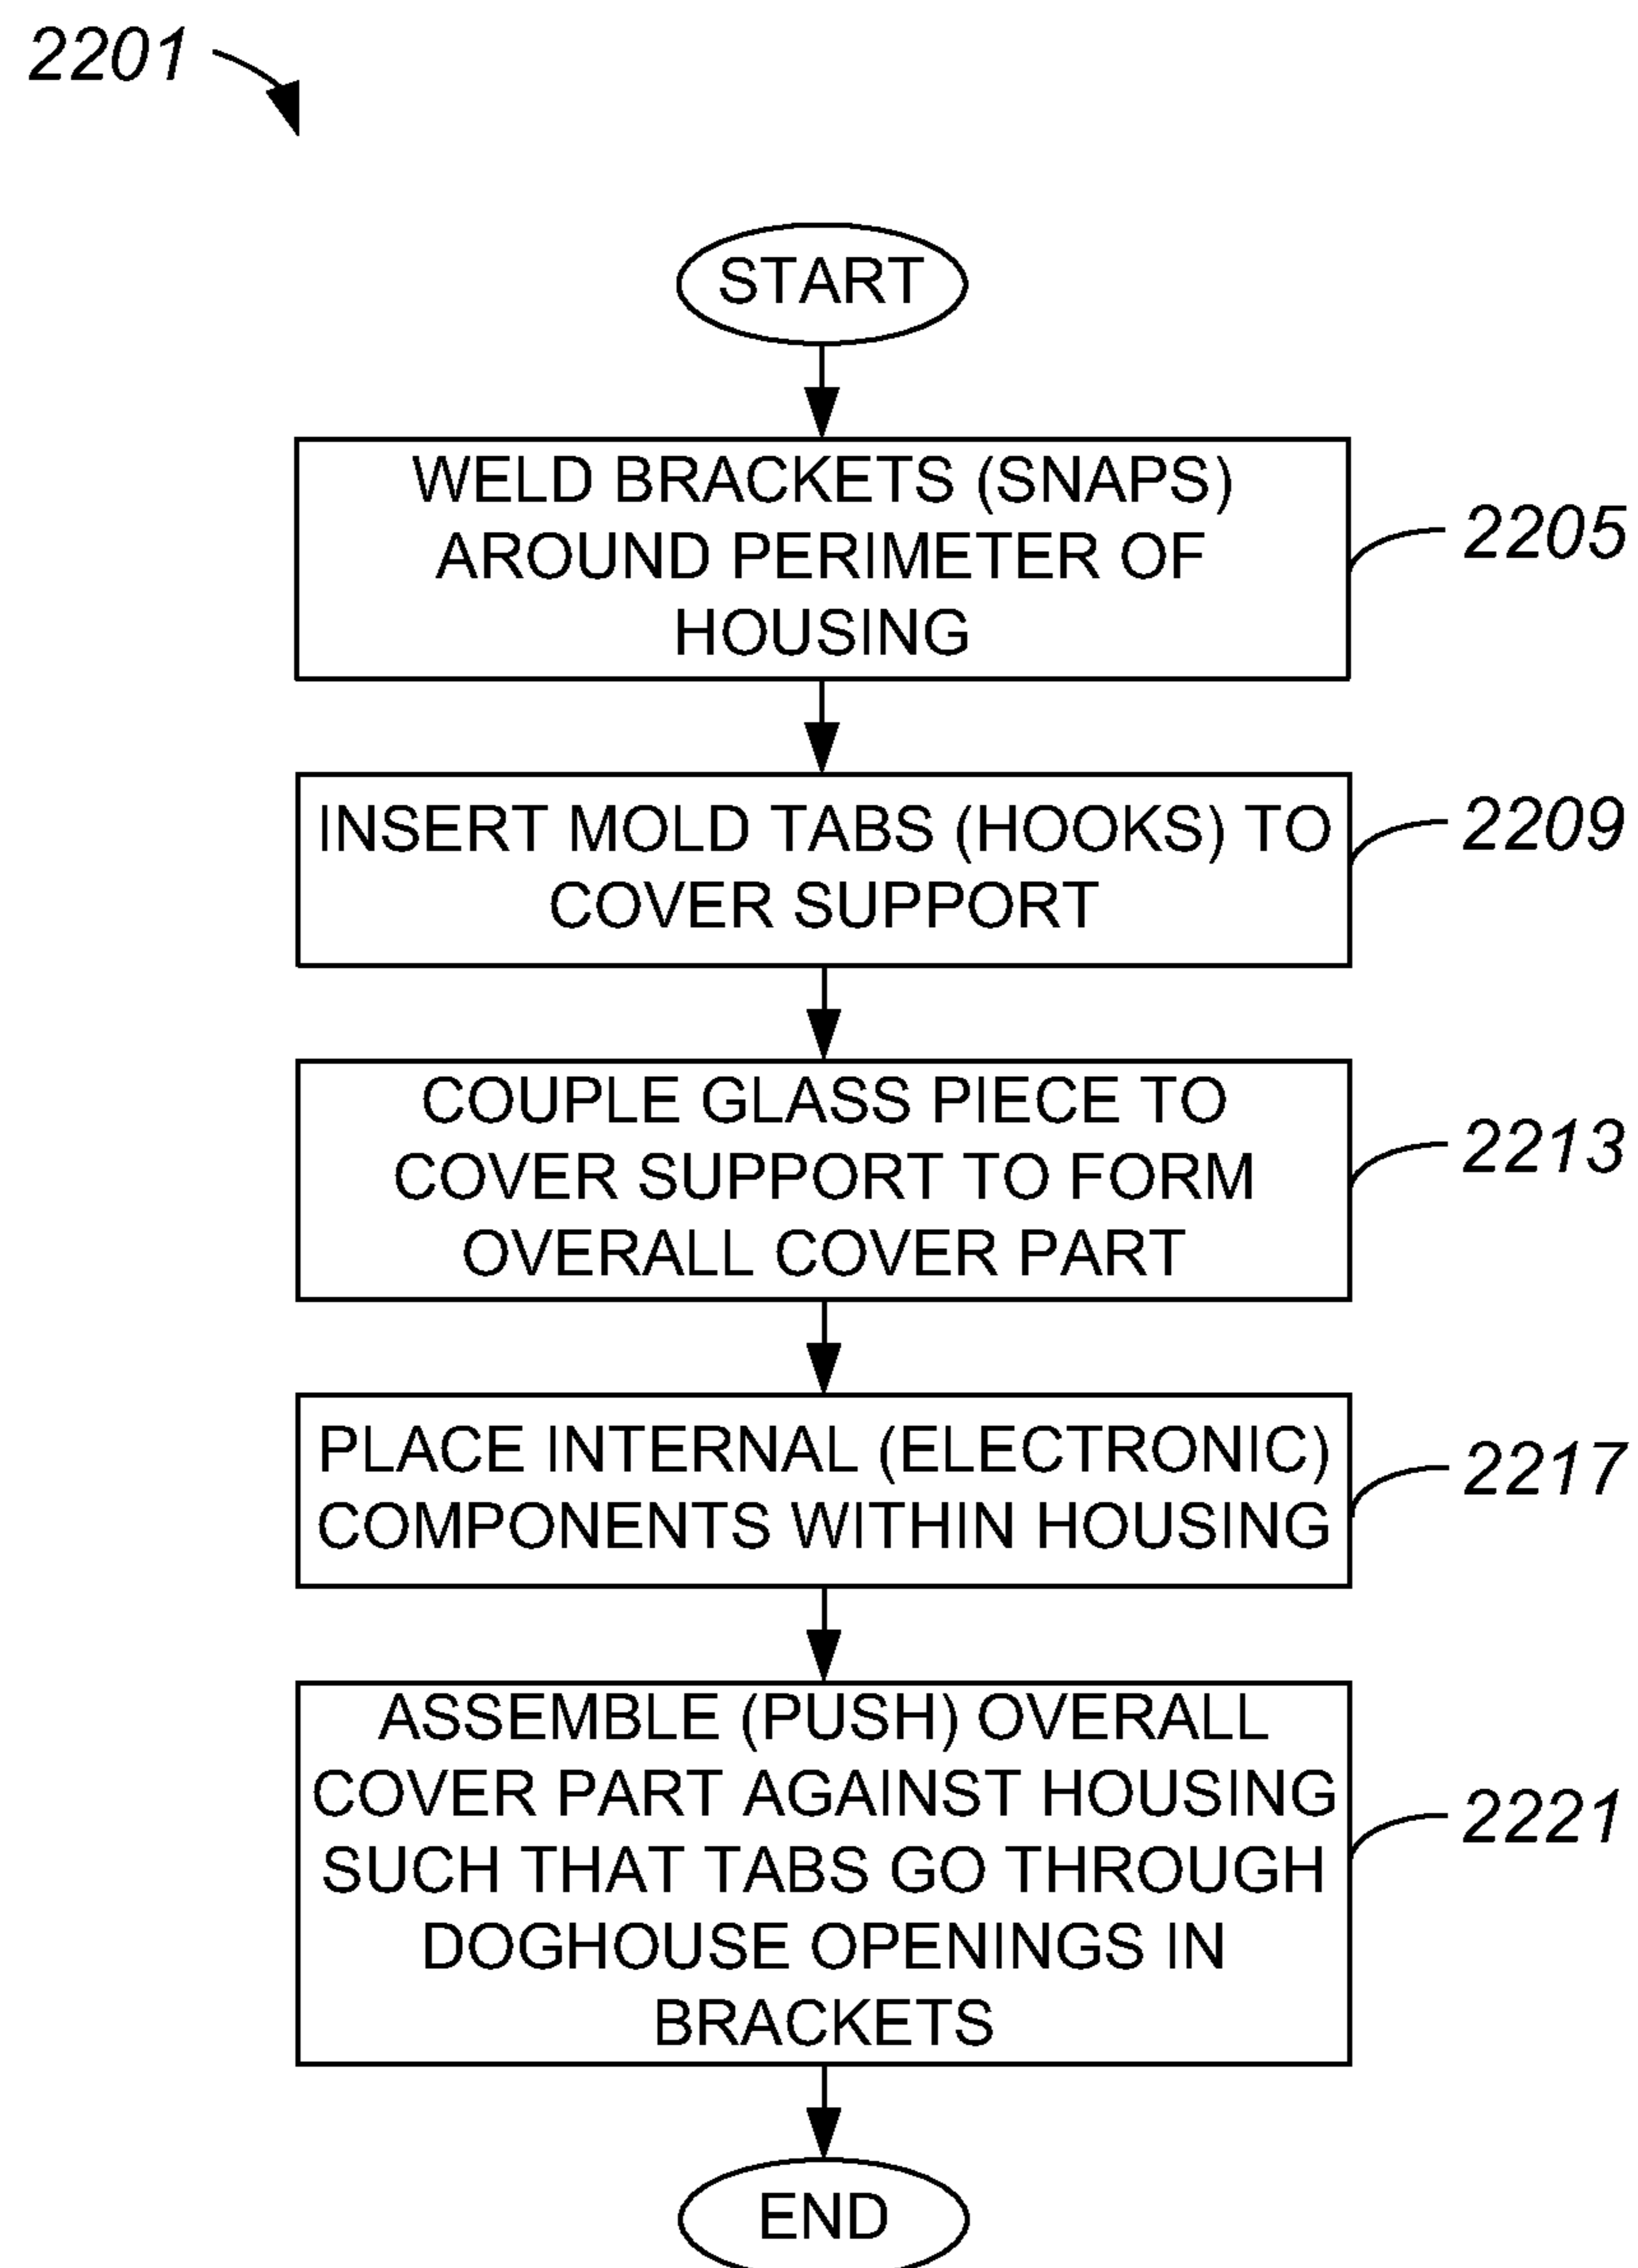 2201
START
WELD BRACKETS (SNAPS)
AROUND PERIMETER OF
HOUSING
2205
INSERT MOLD TABS (HOOKS) TO
COVER SUPPORT
2209
COUPLE GLASS PIECE TO
COVER SUPPORT TO FORM
OVERALL COVER PART
2213
PLACE INTERNAL (ELECTRONIC)
COMPONENTS WITHIN HOUSING
2217
ASSEMBLE (PUSH) OVERALL
COVER PART AGAINST HOUSING
SUCH THAT TABS GO THROUGH
DOGHOUSE OPENINGS IN
BRACKETS
2221
END